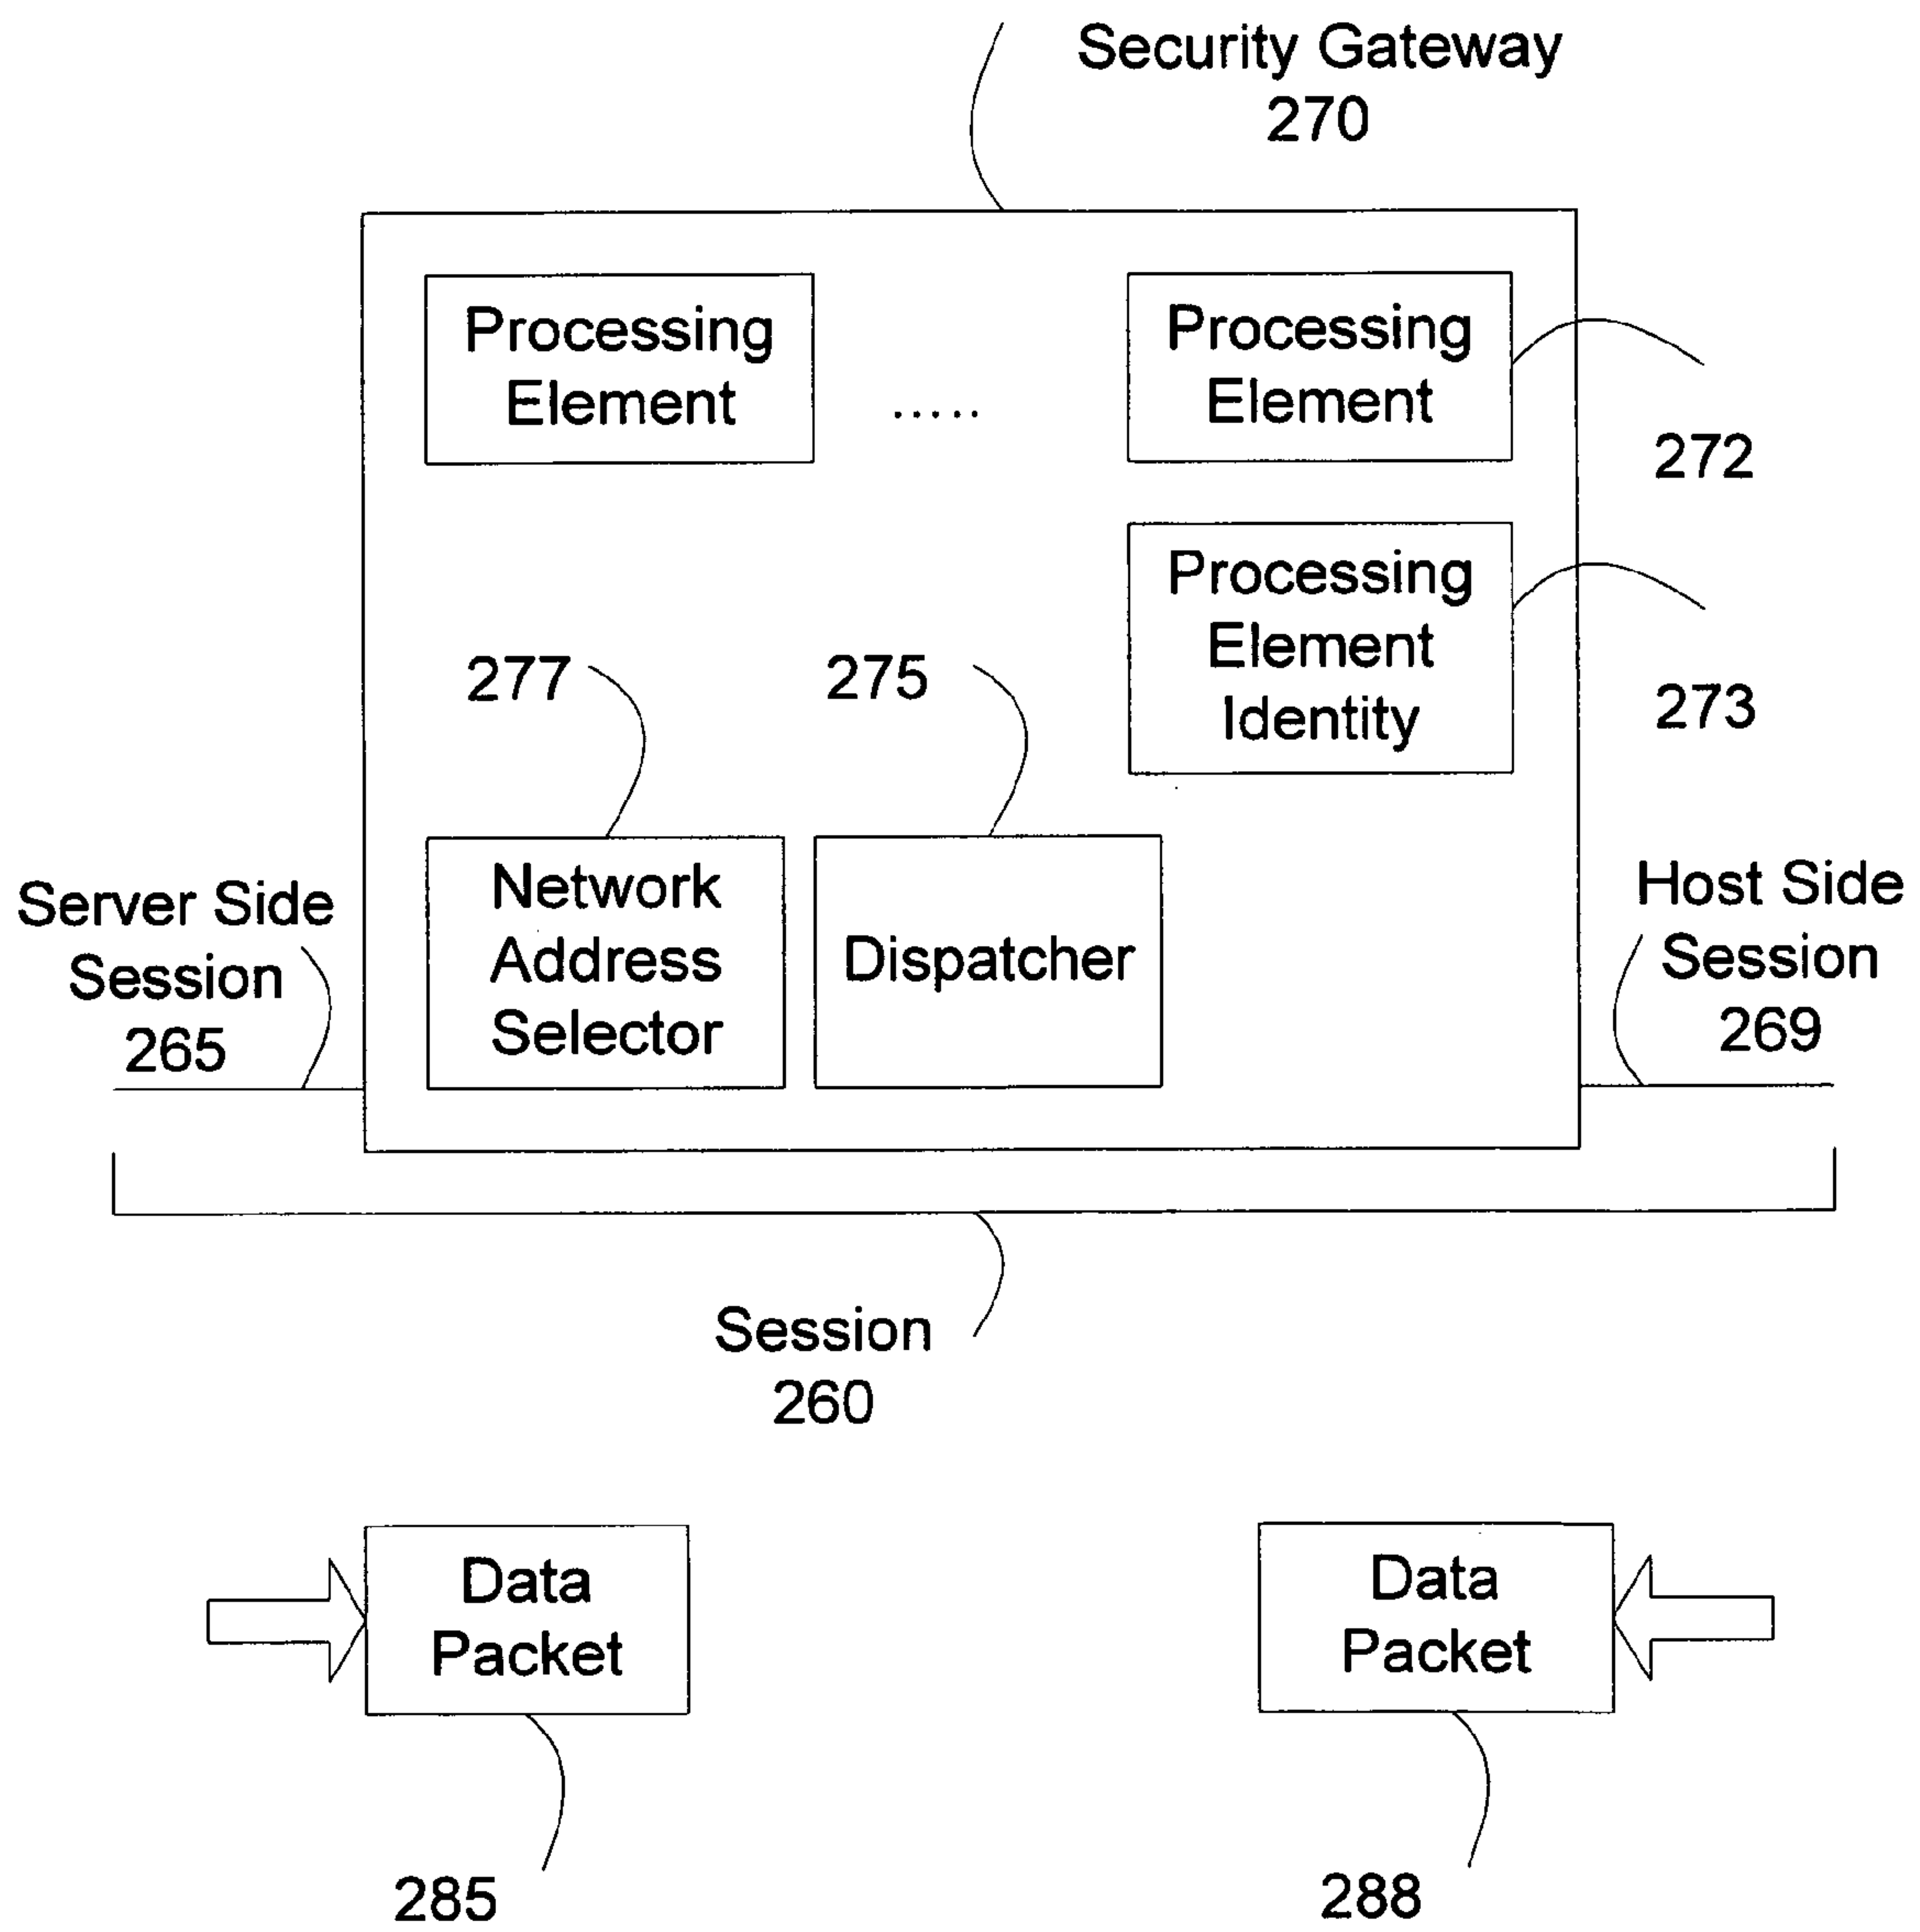 Security Gateway
270
Processing
Element
.....
Processing
Element
272
Processing
Element
Identity
273
277
275
Network
Address
Selector
Dispatcher
Server Side
Session
265
Host Side
Session
269
Session
260
Data
Packet
285
Data
Packet
288